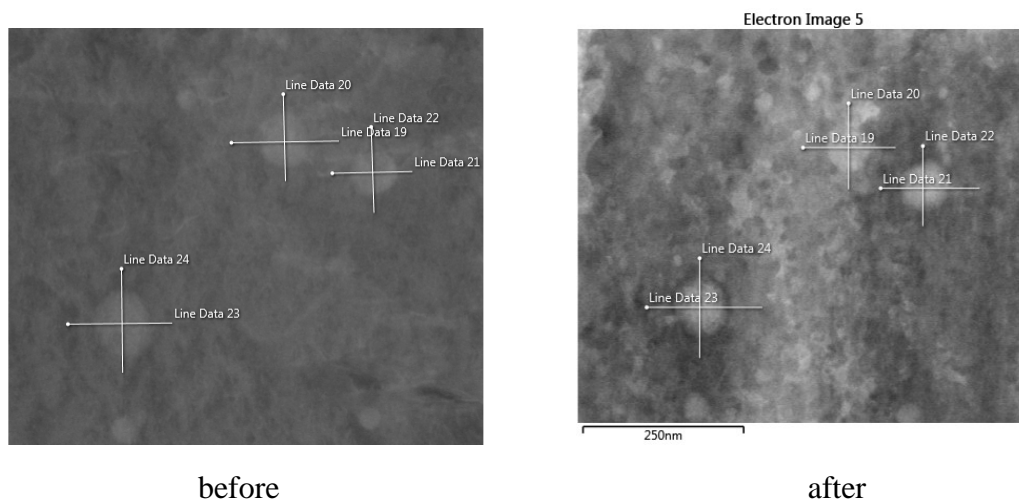 Electron Image 5
Line Data 20
Line Data 19
Line Data 22
Line Data 21
Line Data 24
Line Data 23
Line Data 20
Line Data 19
Line Data 22
Line Data 21
Line Data 24
Line Data 23
250nm
before
after